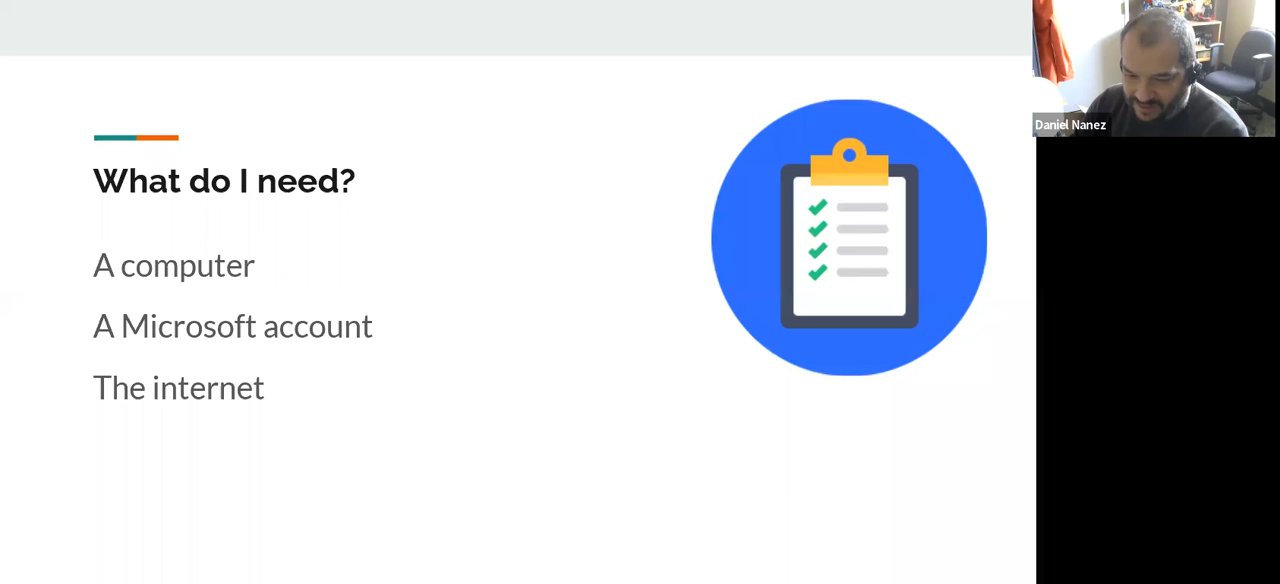 What do I need?
A computer
A Microsoft account
The internet
Daniel Nanez